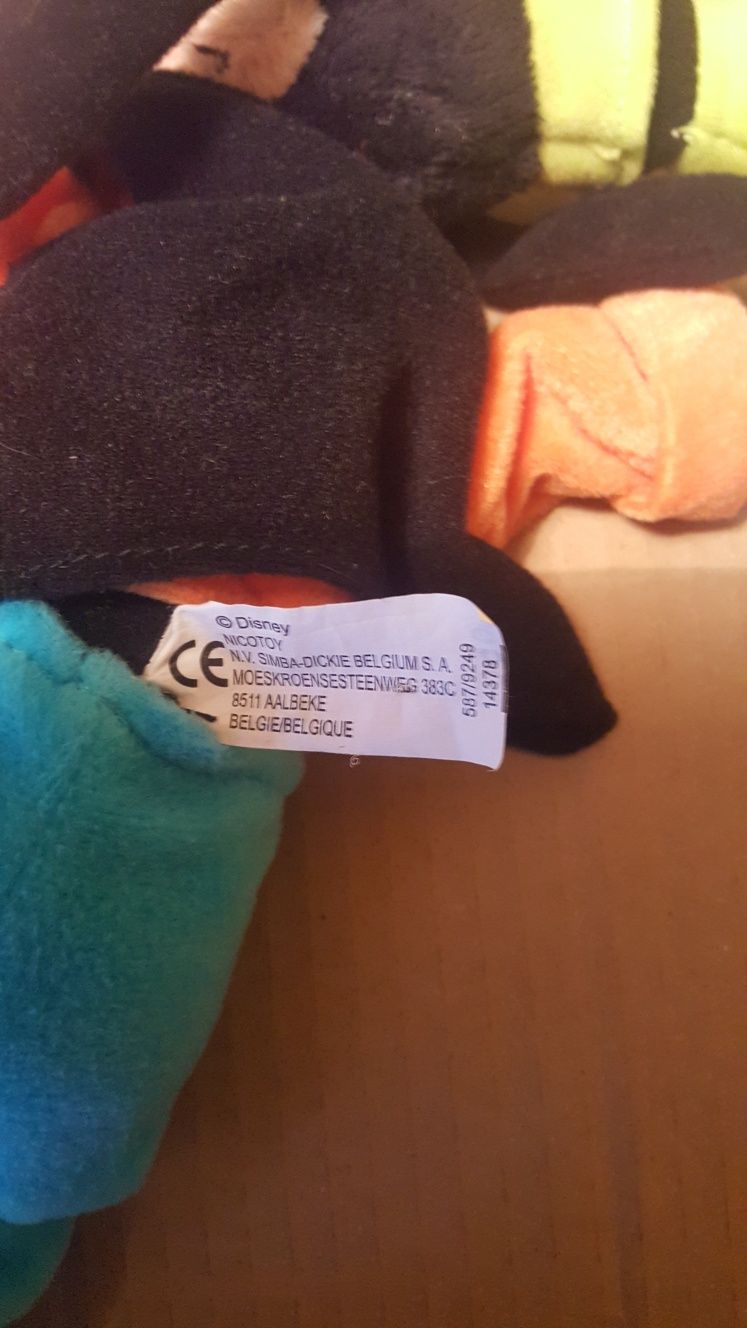 © Disney
NICOTOY
CE
N.V. SIMBA-DICKIE BELGIUM S. A.
MOESKROENSESTEENWEG 383C
8511 AALBEKE
BELGIE/BELGIQUE
587/9249
14378